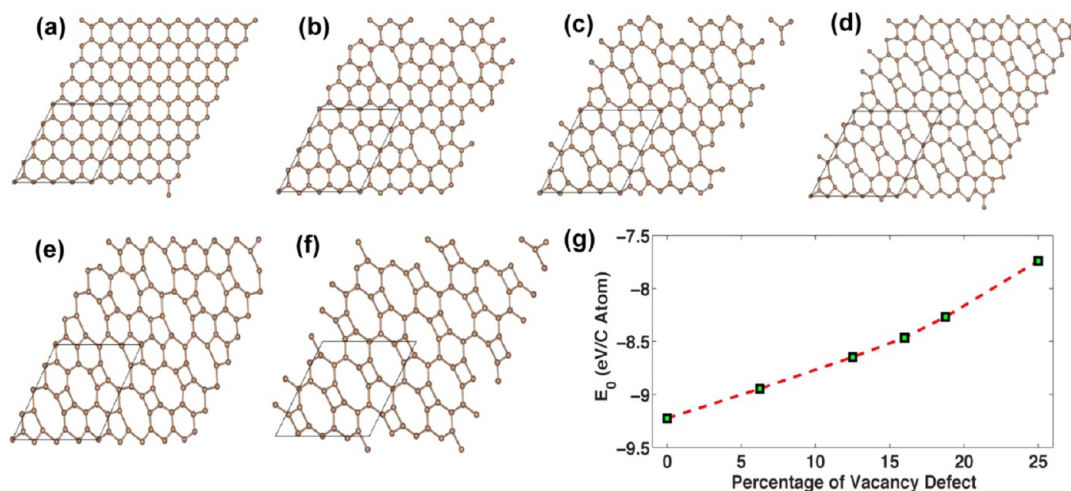 (a)
(b)
(c)
(d)
(e)
(f)
(g)
E0 (eV/C Atom)
−7.5
−8
−8.5
−9
−9.5
0 5 10 15 20 25
Percentage of Vacancy Defect